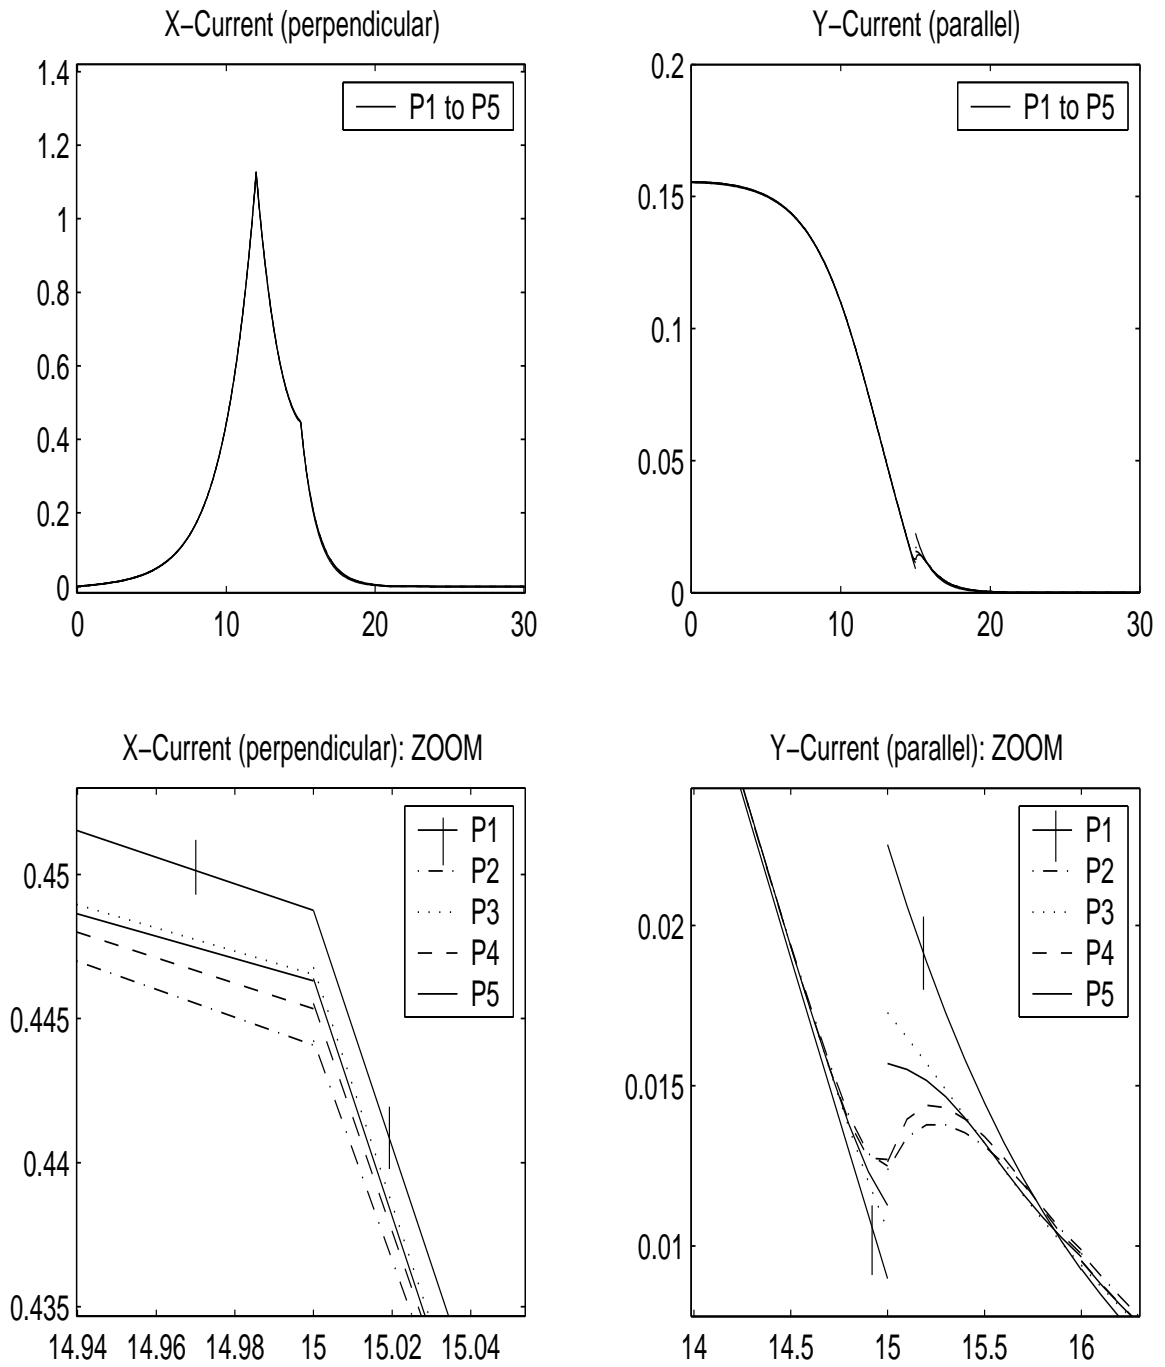 X–Current (perpendicular)
Y–Current (parallel)
1.4
1.2
1
0.8
0.6
0.4
0.2
0
0 10 20 30
P1 to P5
0.2
0.15
0.1
0.05
0
0 10 20 30
P1 to P5
X–Current (perpendicular): ZOOM
Y–Current (parallel): ZOOM
0.45
0.445
0.44
0.435
14.94 14.96 14.98 15 15.02 15.04
P1
P2
P3
P4
P5
0.02
0.015
0.01
14 14.5 15 15.5 16
P1
P2
P3
P4
P5